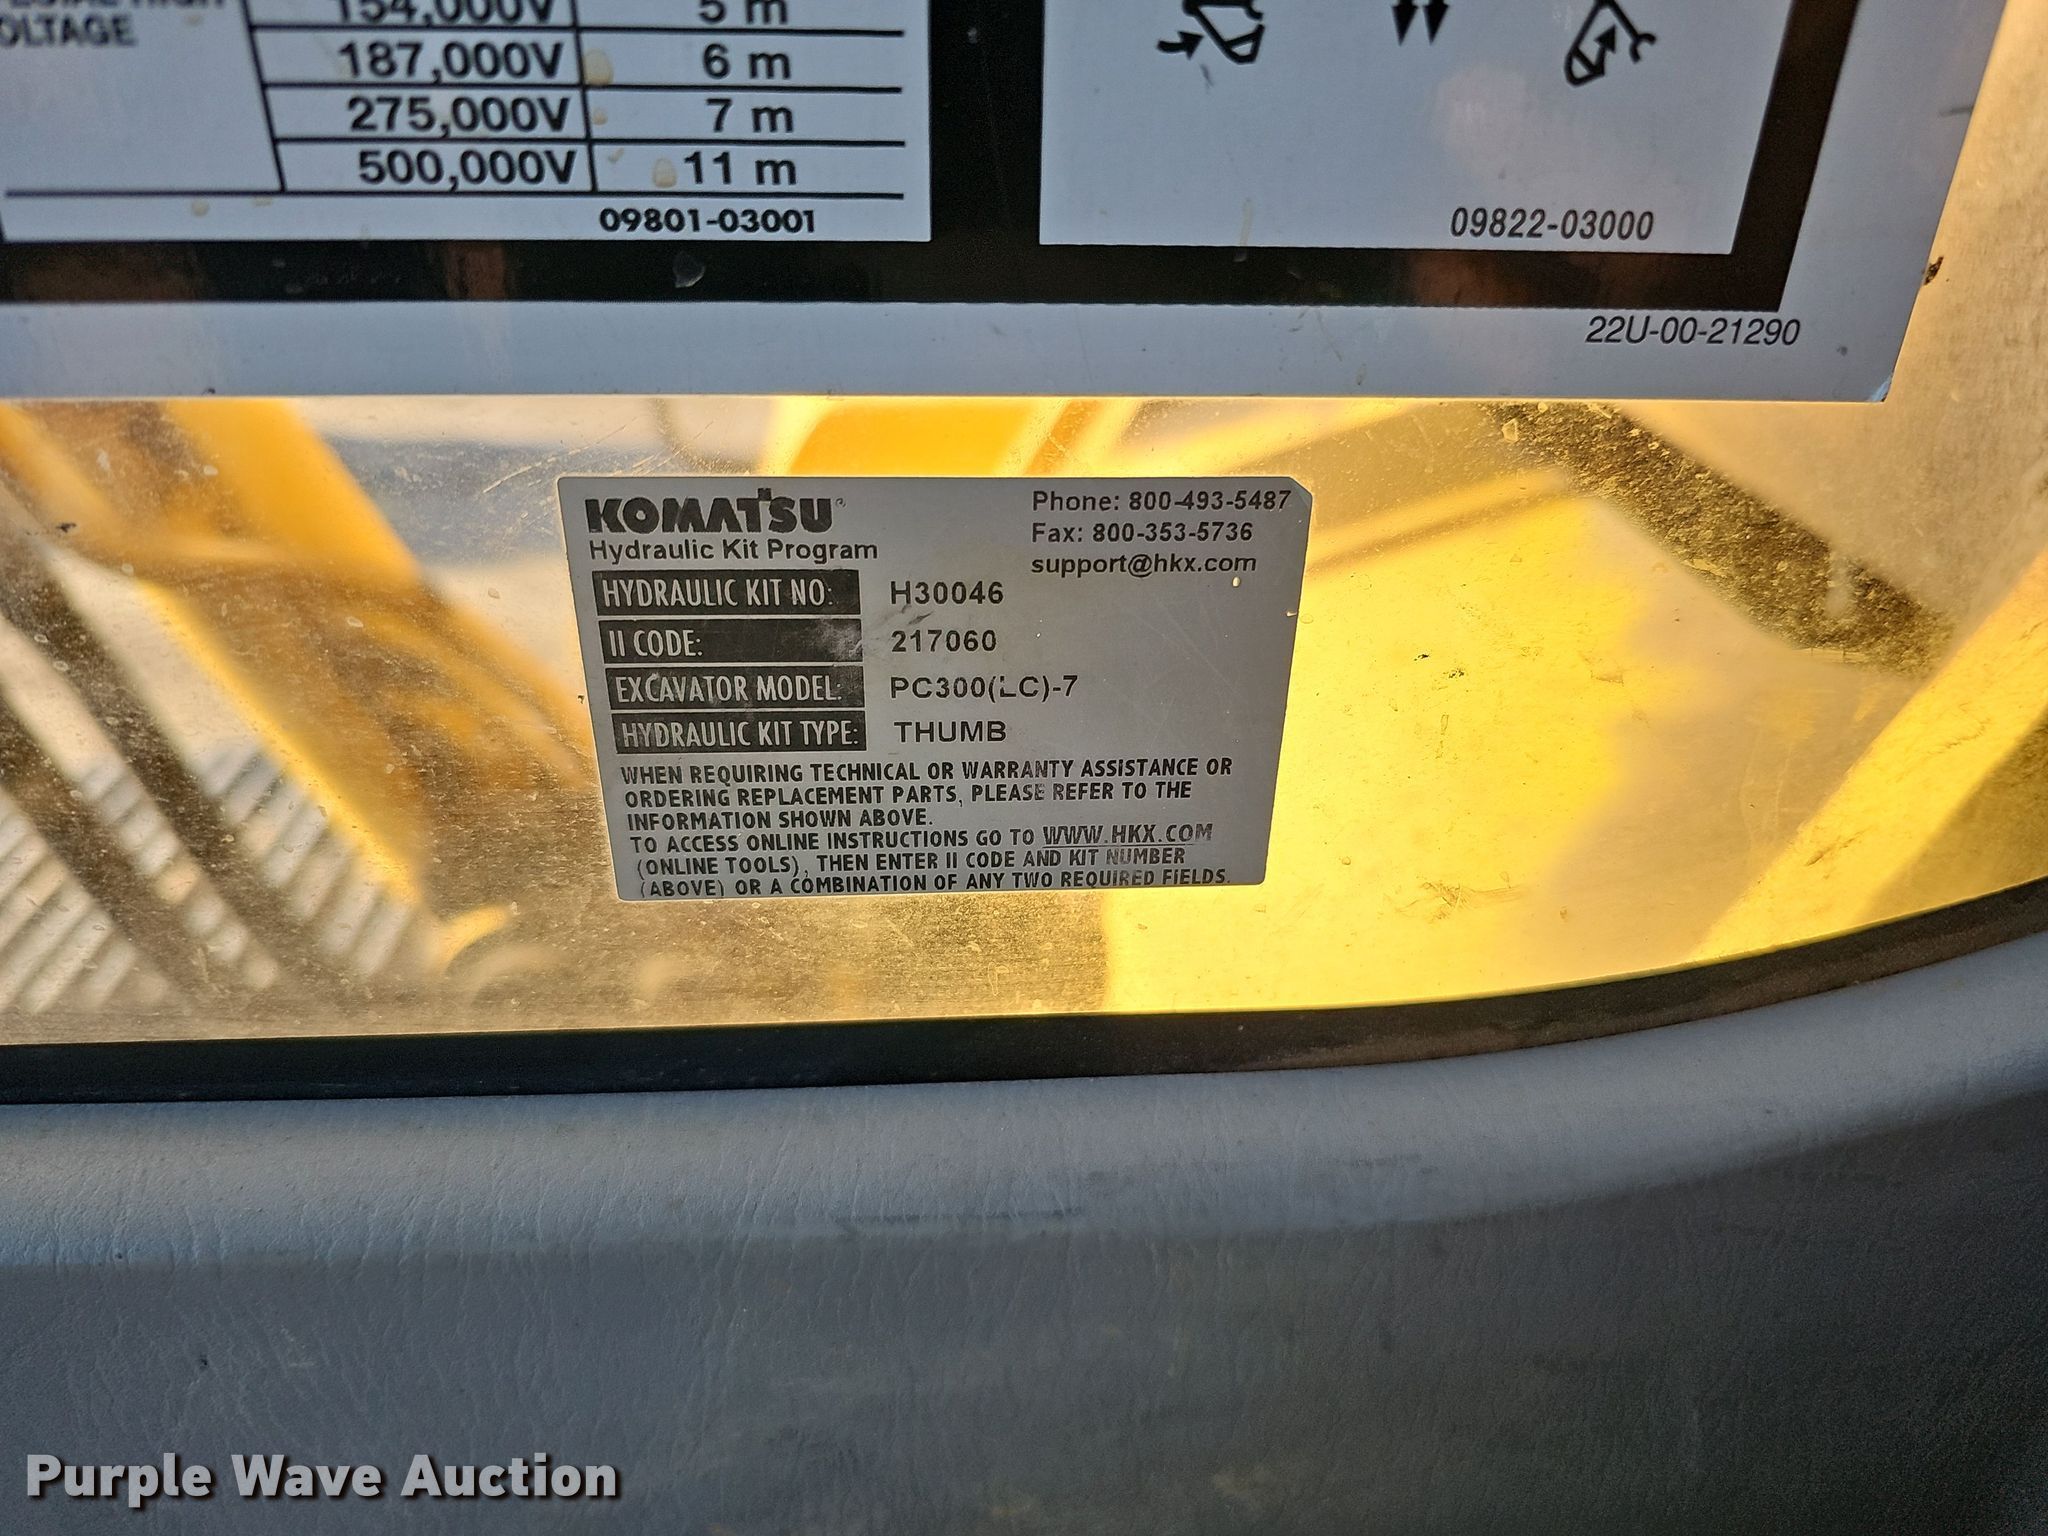 VOLTAGE
154,000V 5 m
187,000V 6 m
275,000V 7 m
500,000V 11 m
09801-03001
09822-03000
22U-00-21290
KOMATSU
Hydraulic Kit Program
Phone: 800-493-5487
Fax: 800-353-5736
support@hkx.com
HYDRAULIC KIT NO: H30046
II CODE: 217060
EXCAVATOR MODEL: PC300(LC)-7
HYDRAULIC KIT TYPE: THUMB
WHEN REQUIRING TECHNICAL OR WARRANTY ASSISTANCE OR
ORDERING REPLACEMENT PARTS, PLEASE REFER TO THE
INFORMATION SHOWN ABOVE.
TO ACCESS ONLINE INSTRUCTIONS GO TO WWW.HKX.COM
(ONLINE TOOLS), THEN ENTER II CODE AND KIT NUMBER
(ABOVE) OR A COMBINATION OF ANY TWO REQUIRED FIELDS.
Purple Wave Auction